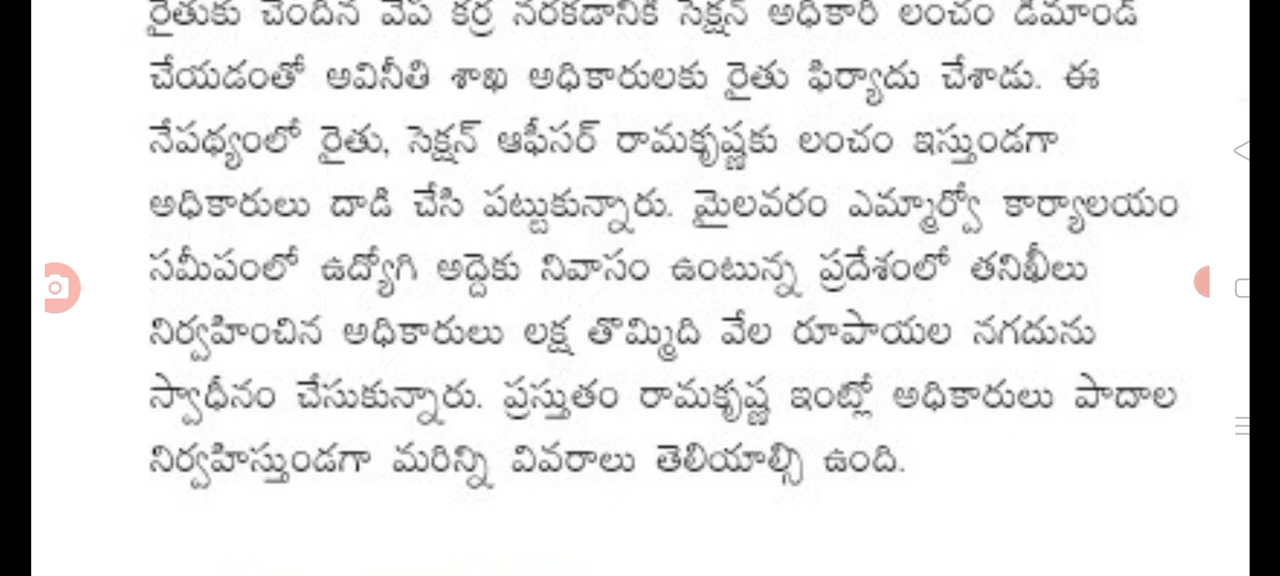 రైతుకు చెందిన వేప కర్ర నరకడానికి సెక్షన్ అధికారి లంచం డిమాండ్
చేయడంతో అవినీతి శాఖ అధికారులకు రైతు ఫిర్యాదు చేశాడు. ఈ
నేపథ్యంలో రైతు, సెక్షన్ ఆఫీసర్ రామకృష్ణకు లంచం ఇస్తుండగా
అధికారులు దాడి చేసి పట్టుకున్నారు. మైలవరం ఎమ్మార్వో కార్యాలయం
సమీపంలో ఉద్యోగి అద్దెకు నివాసం ఉంటున్న ప్రదేశంలో తనిఖీలు
నిర్వహించిన అధికారులు లక్ష తొమ్మిది వేల రూపాయల నగదును
స్వాధీనం చేసుకున్నారు. ప్రస్తుతం రామకృష్ణ ఇంట్లో అధికారులు పాదాల
నిర్వహిస్తుండగా మరిన్ని వివరాలు తెలియాల్సి ఉంది.